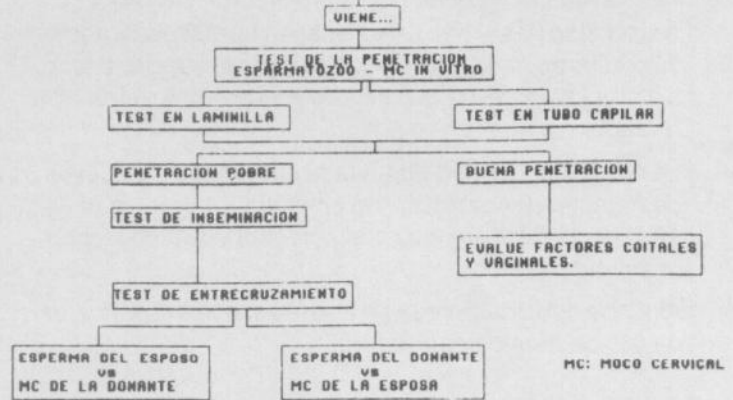 VIENE...
TEST DE LA PENETRACION
ESPARMATOZOO - MC IN VITRO
TEST EN LAMINILLA
TEST EN TUBO CAPILAR
PENETRACION POBRE
BUENA PENETRACION
TEST DE INSEMINACION
EVALUE FACTORES COITALES
Y VAGINALES.
TEST DE ENTRECRUZAMIENTO
ESPERMA DEL ESPOSO
VS
MC DE LA DONANTE
ESPERMA DEL DONANTE
VS
MC DE LA ESPOSA
MC: MOCO CERVICAL